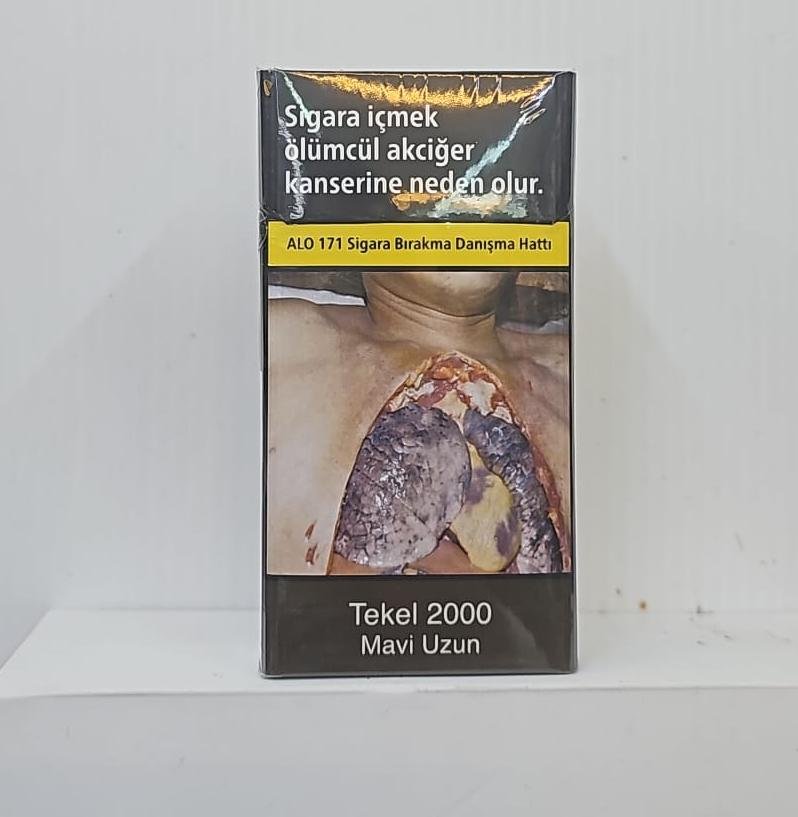 Sigara içmek
ölümcül akciğer
kanserine neden olur.
ALO 171 Sigara Bırakma Danışma Hattı
Tekel 2000
Mavi Uzun